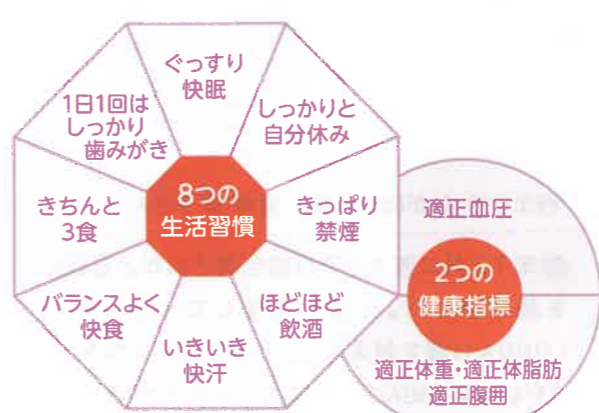 ぐっすり
快眠
しっかりと
自分休み
きっぱり
禁煙
ほどほど
飲酒
いきいき
快汗
バランスよく
快食
きちんと
3食
1日1回は
しっかり
歯みがき
8つの
生活習慣
適正血圧
2つの
健康指標
適正体重・適正体脂肪
適正腹囲